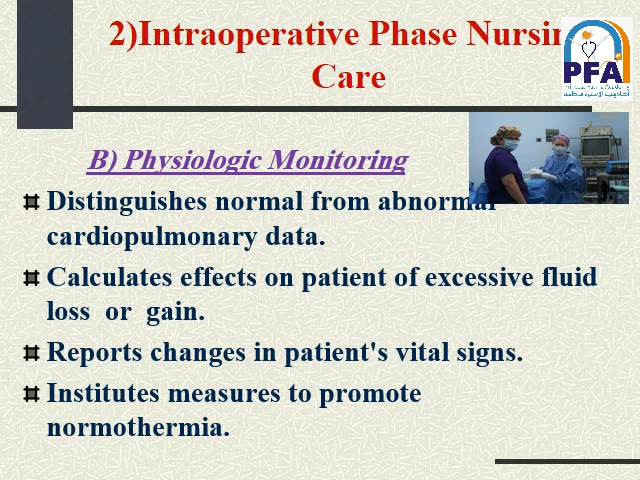 2)Intraoperative Phase Nursin
Care
PFA
B) Physiologic Monitoring
Distinguishes normal from abnormal
cardiopulmonary data.
Calculates effects on patient of excessive fluid
loss or gain.
Reports changes in patient's vital signs.
Institutes measures to promote
normothermia.